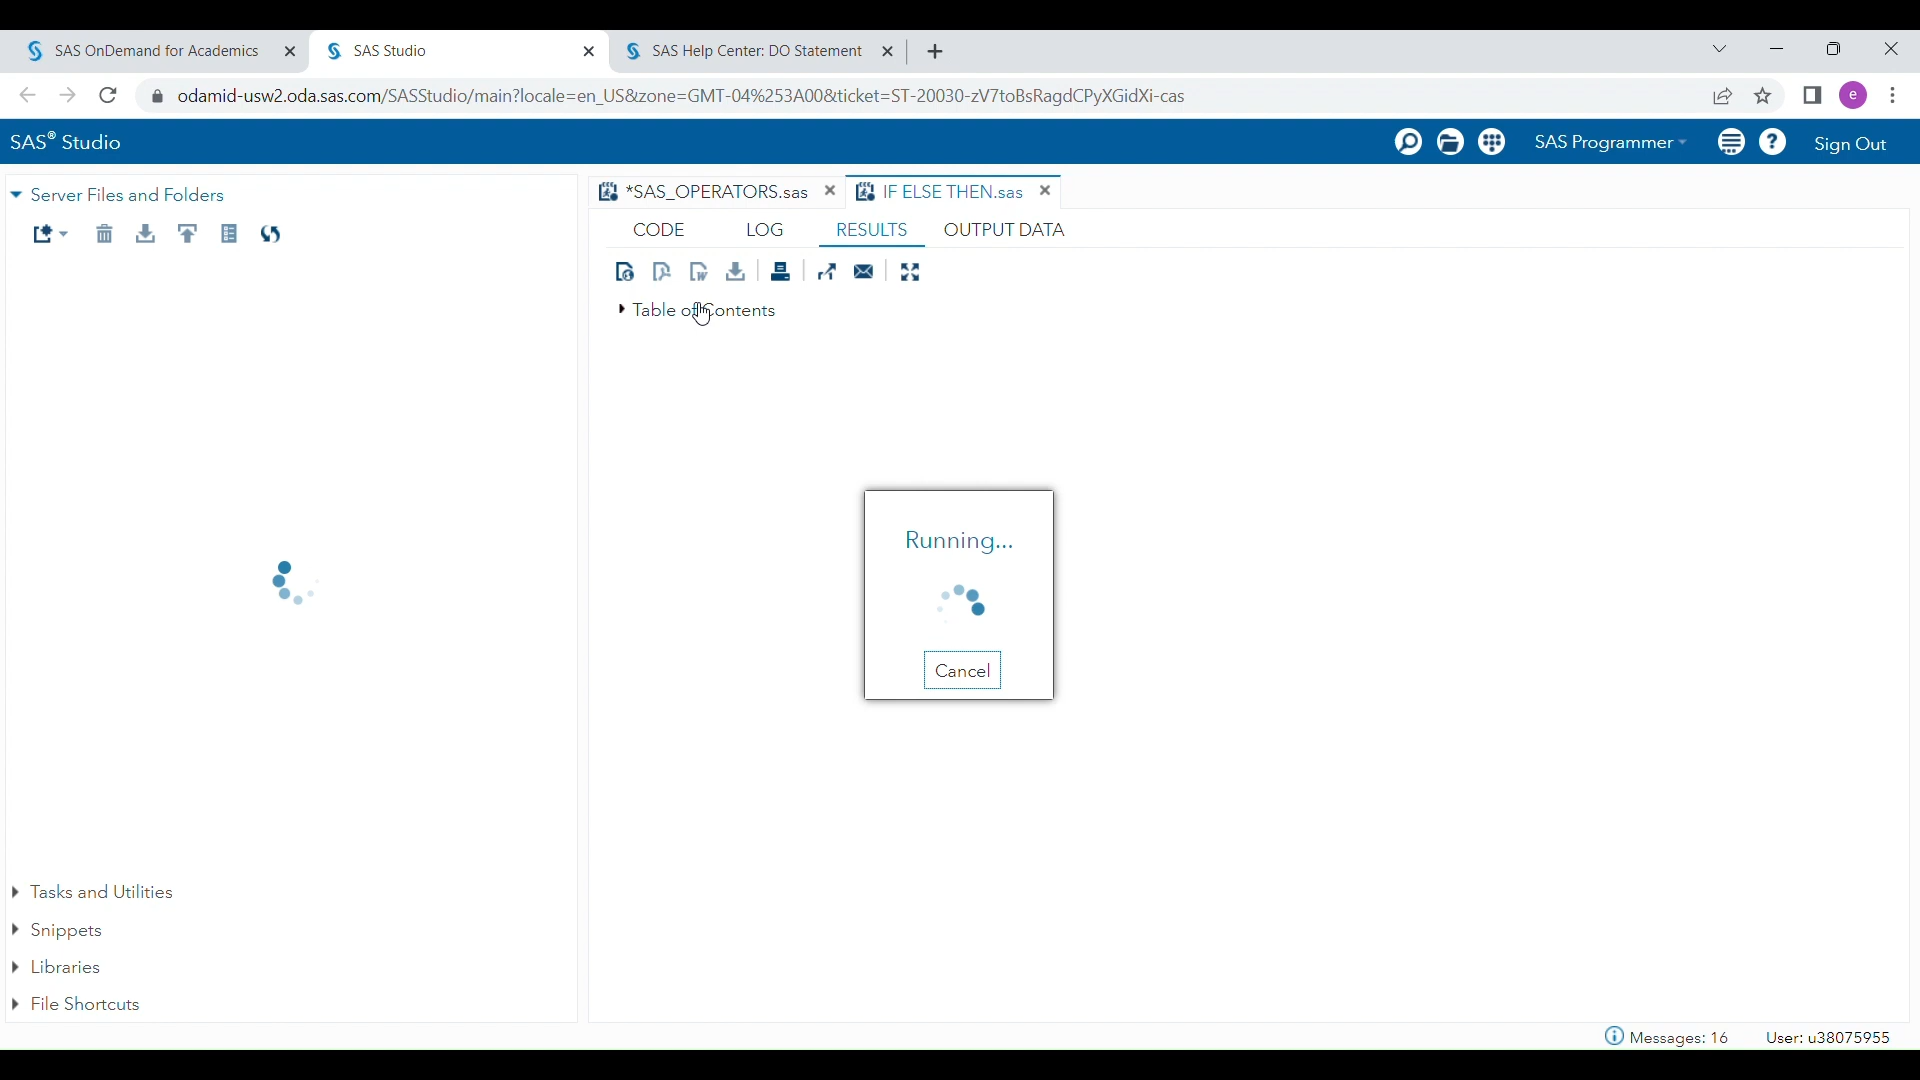 SAS OnDemand for Academics
SAS Studio
SAS Help Center: DO Statement
odamid-usw2.oda.sas.com/SASStudio/main?locale=en_US&zone=GMT-04%253A00&ticket=ST-20030-zV7toBsRagdCPyXGidXi-cas
e
SAS® Studio
SAS Programmer
Sign Out
Server Files and Folders
*SAS_OPERATORS.sas
IF ELSE THEN.sas
CODE
LOG
RESULTS
OUTPUT DATA
Table of Contents
Running...
Cancel
Tasks and Utilities
Snippets
Libraries
File Shortcuts
Messages: 16
User: u38075955